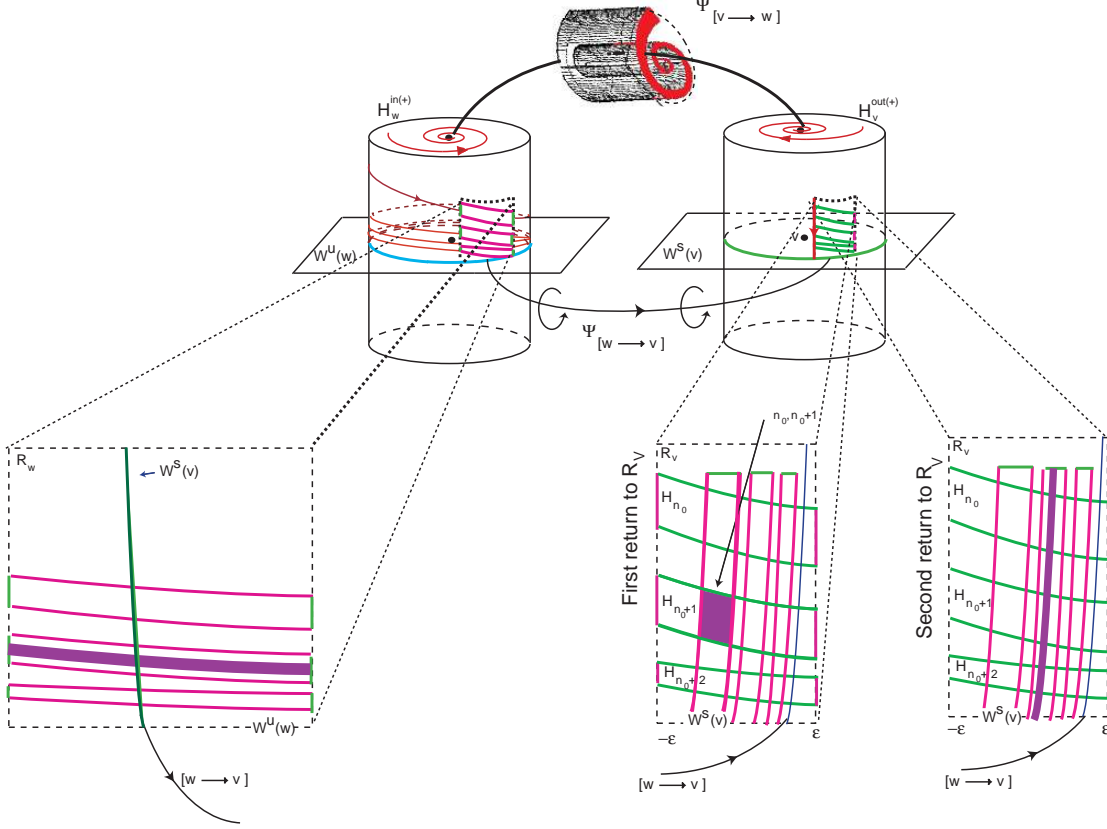 Ψ [v ⟶ w]
H_w^in(+)
H_v^out(+)
W^u(w)
v
W^s(v)
Ψ [w ⟶ v]
n_0, n_0+1
R_w
W^s(v)
W^u(w)
[w ⟶ v]
First return to R_V
R_v
H_n_0
H_n_0+1
H_n_0+2
W^s(v)
−ε
ε
[w ⟶ v]
Second return to R_V
R_v
H_n_0
H_n_0+1
H_n_0+2
W^s(v)
−ε
ε
[w ⟶ v]